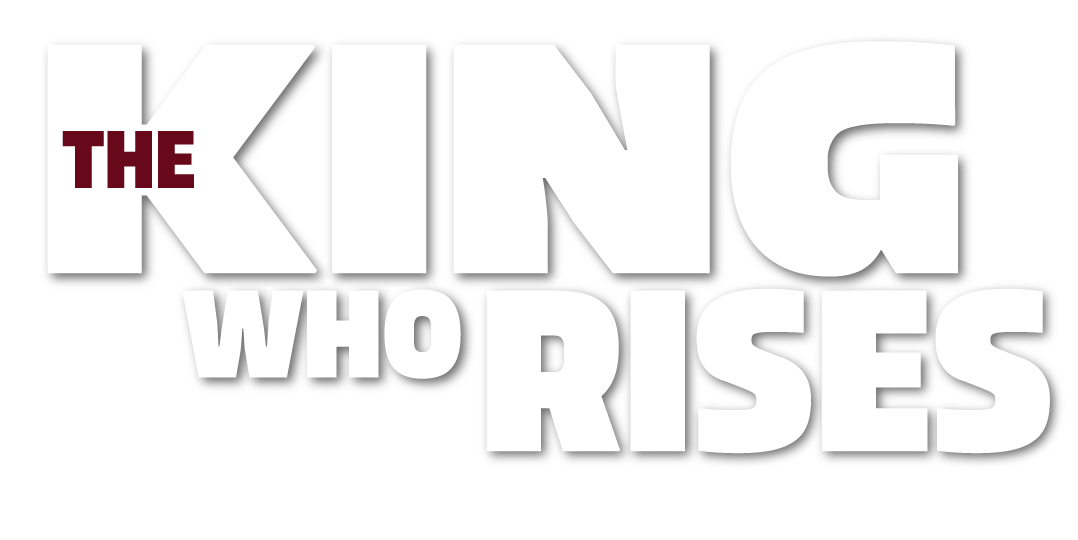 THE
KING
WHO RISES